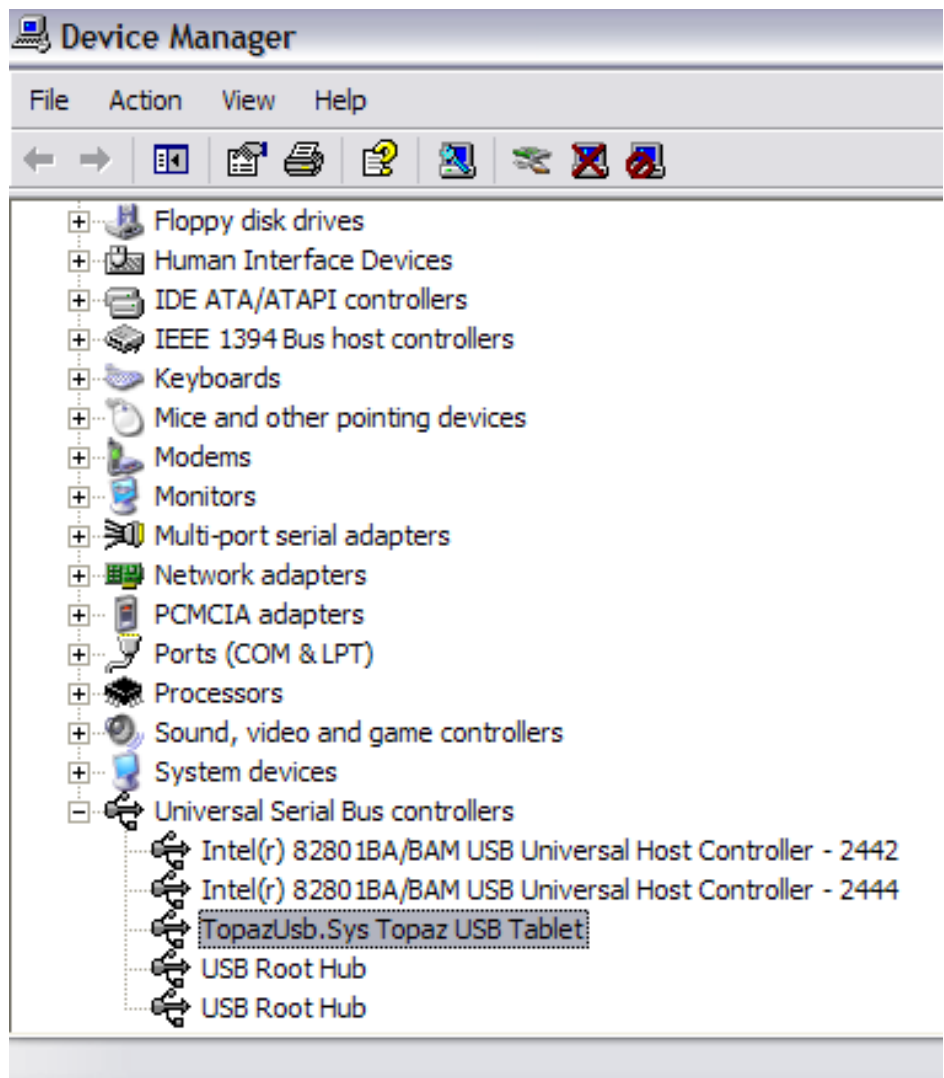 Device Manager
File Action View Help
Floppy disk drives
Human Interface Devices
IDE ATA/ATAPI controllers
IEEE 1394 Bus host controllers
Keyboards
Mice and other pointing devices
Modems
Monitors
Multi-port serial adapters
Network adapters
PCMCIA adapters
Ports (COM & LPT)
Processors
Sound, video and game controllers
System devices
Universal Serial Bus controllers
Intel(r) 82801BA/BAM USB Universal Host Controller - 2442
Intel(r) 82801BA/BAM USB Universal Host Controller - 2444
TopazUsb.Sys Topaz USB Tablet
USB Root Hub
USB Root Hub